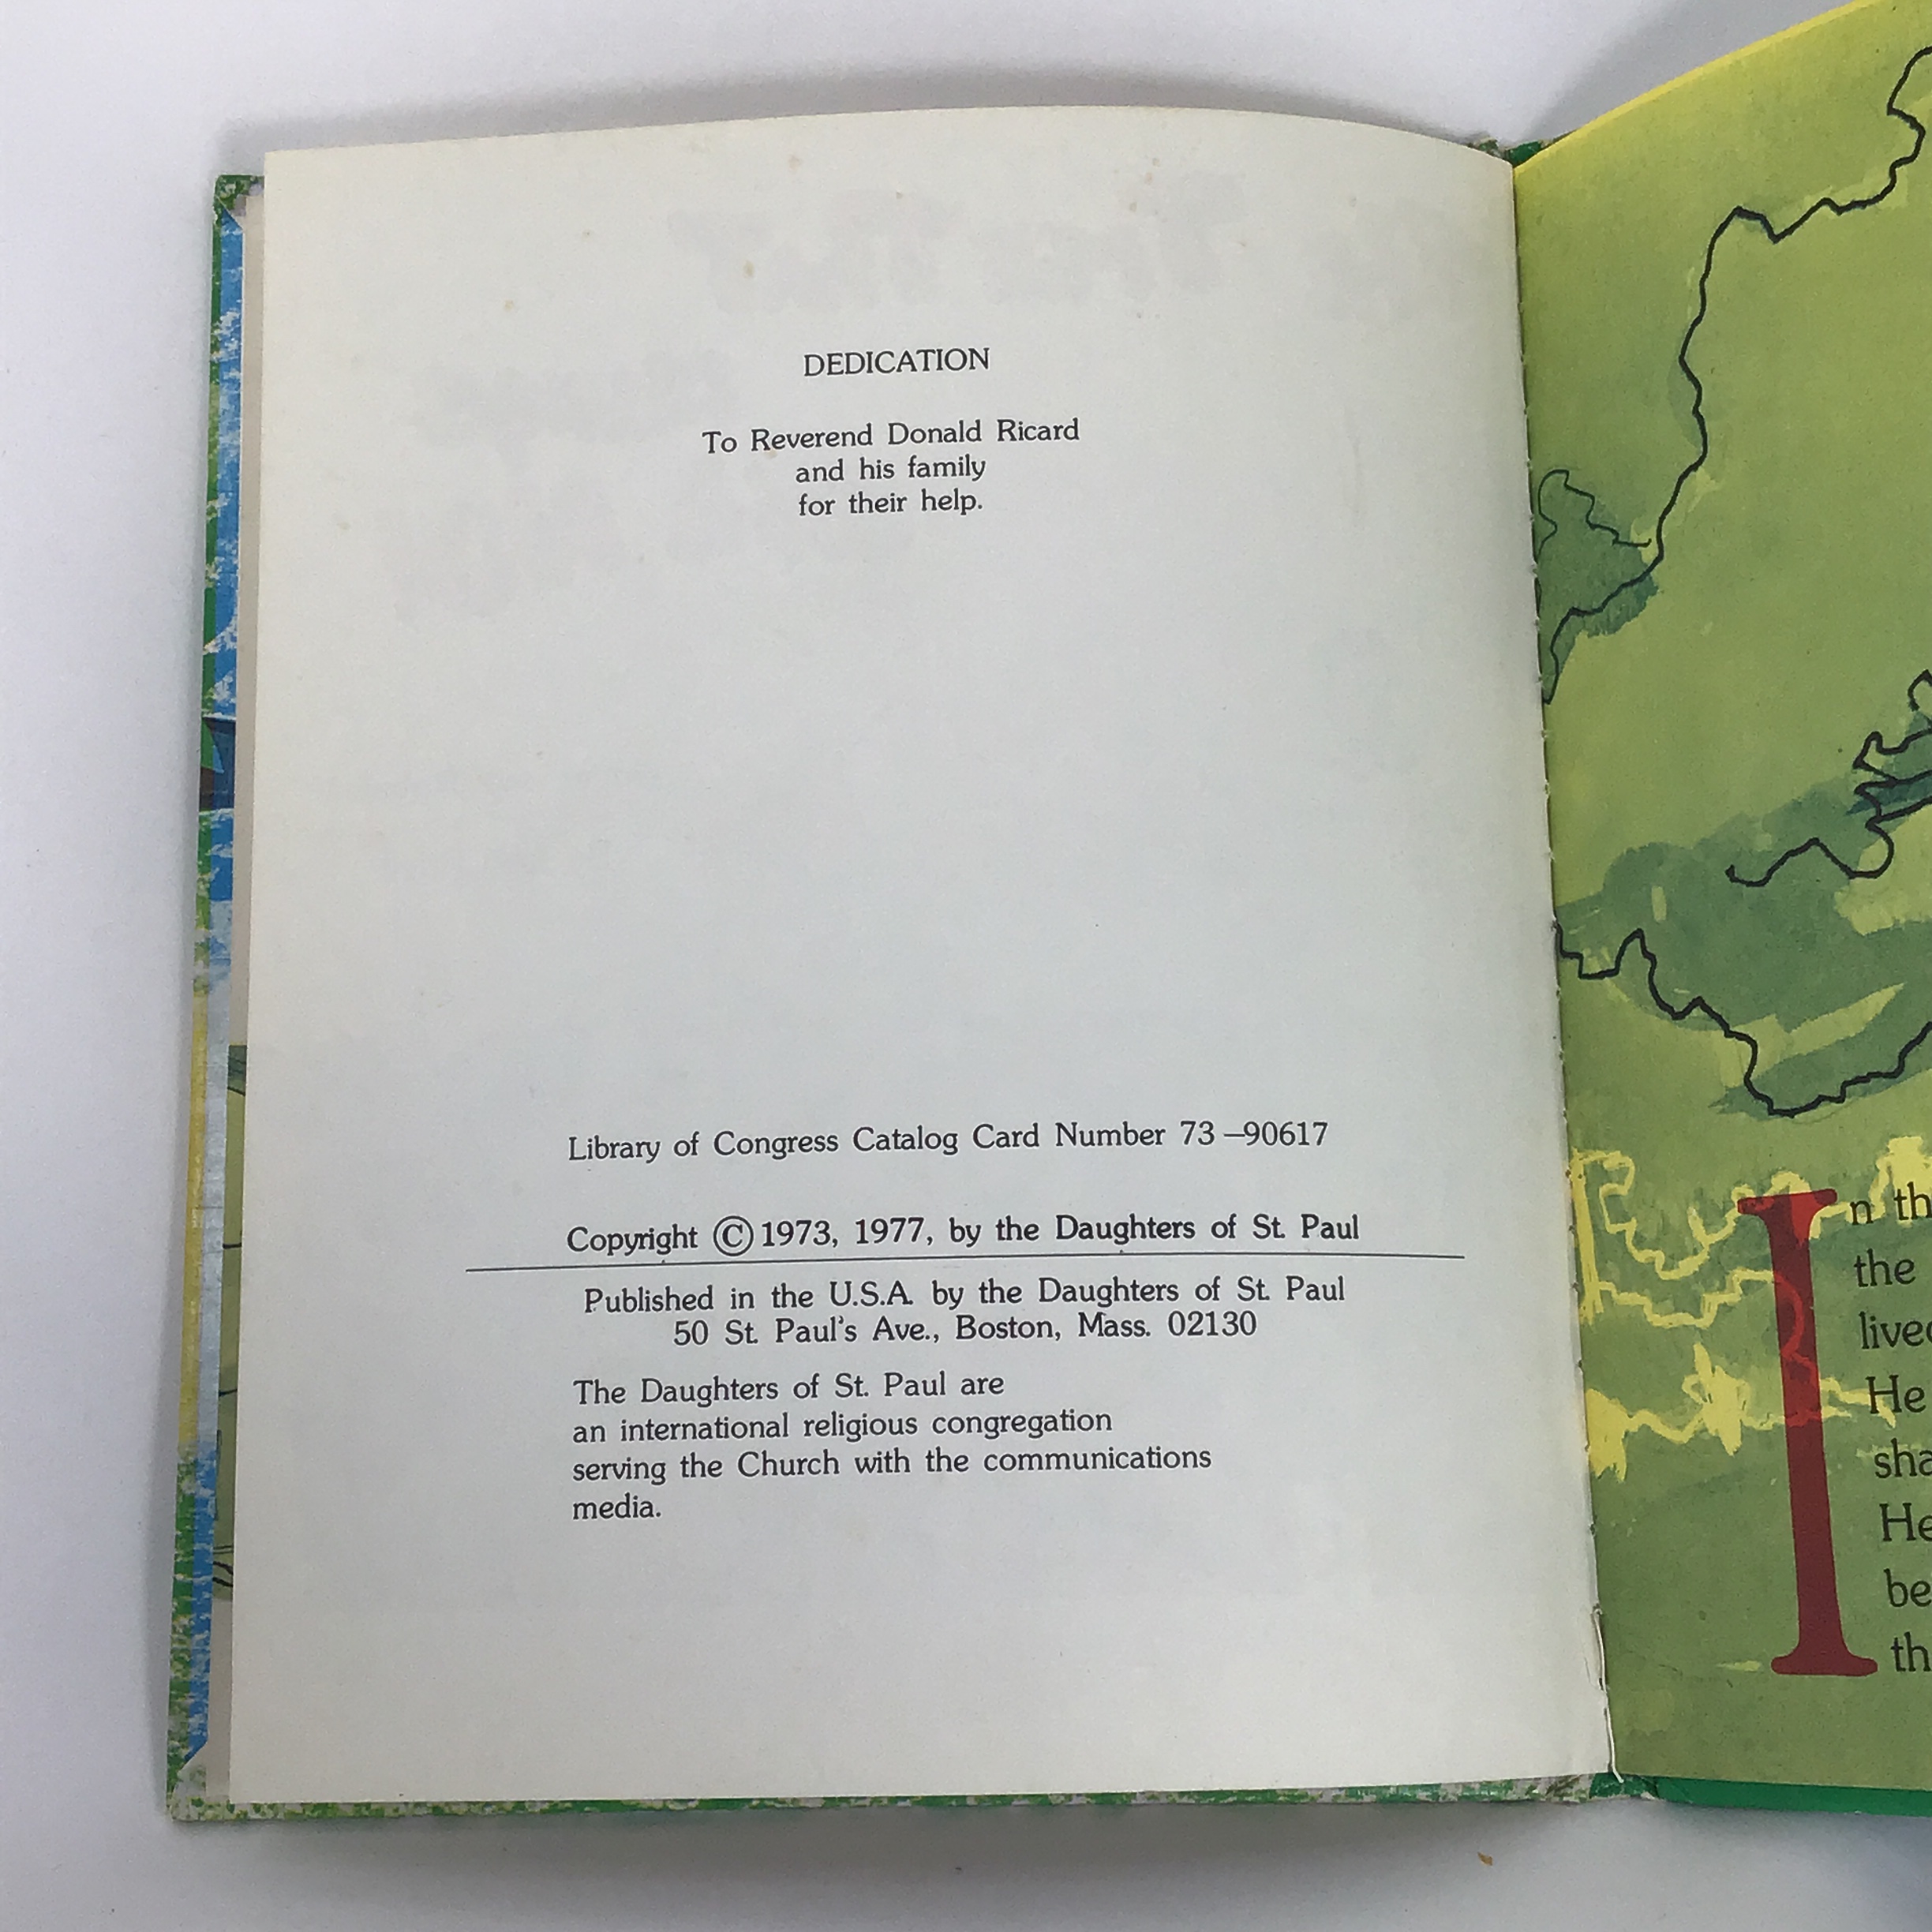 DEDICATION
To Reverend Donald Ricard
and his family
for their help.
Library of Congress Catalog Card Number 73–90617
Copyright © 1973, 1977, by the Daughters of St. Paul
Published in the U.S.A. by the Daughters of St. Paul
50 St. Paul's Ave., Boston, Mass. 02130
The Daughters of St. Paul are
an international religious congregation
serving the Church with the communications
media.
In th
the
live
He
sha
He
be
th